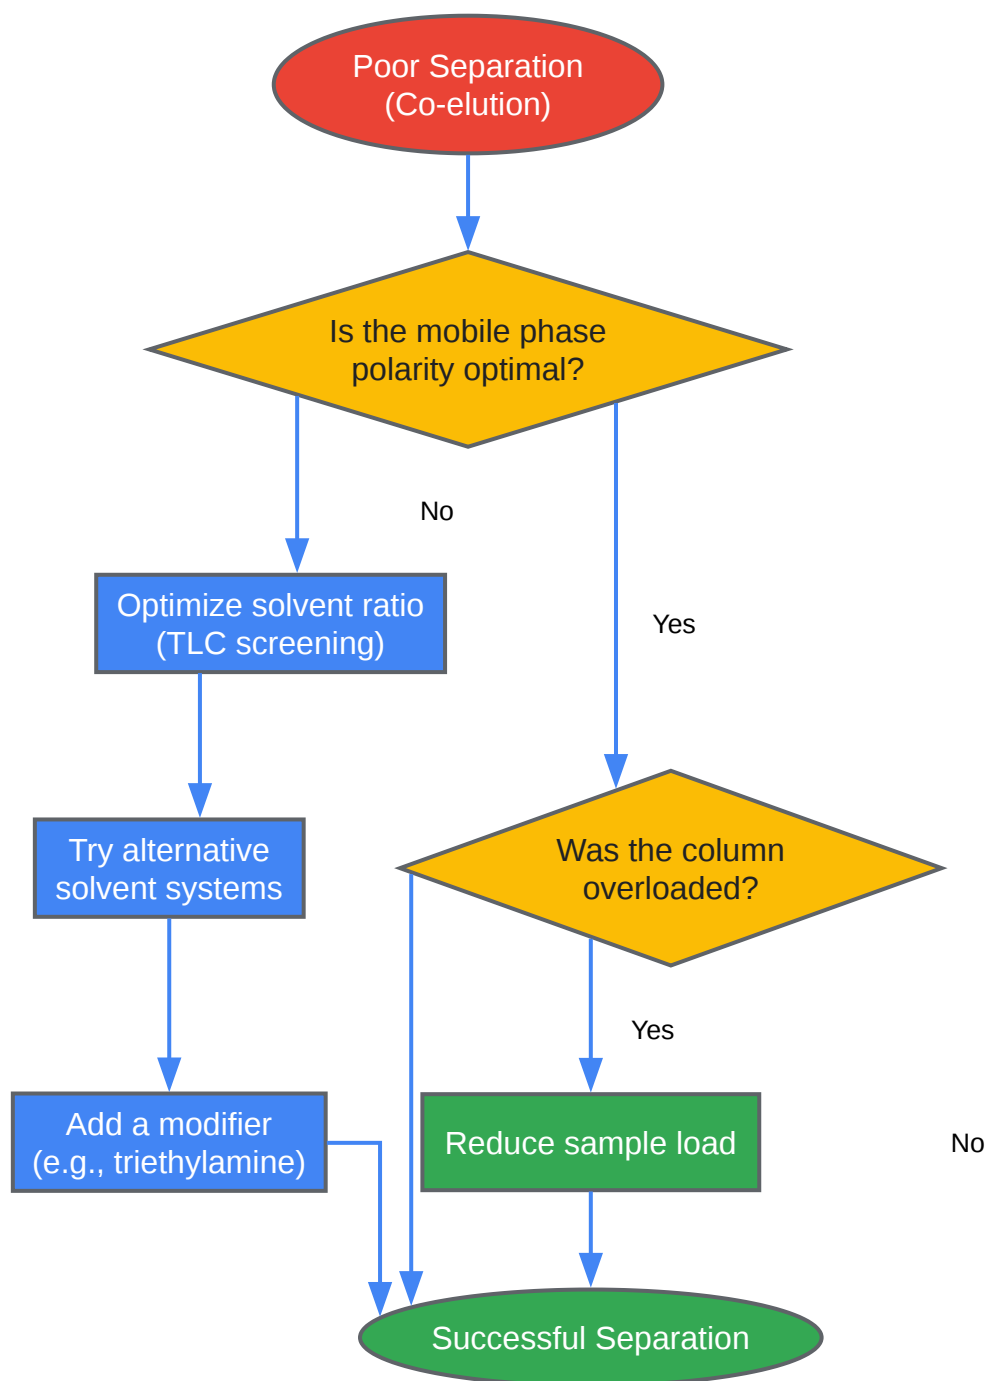 Poor Separation
(Co-elution)
Is the mobile phase
polarity optimal?
No
Optimize solvent ratio
(TLC screening)
Yes
Try alternative
solvent systems
Was the column
overloaded?
Yes
Add a modifier
(e.g., triethylamine)
Reduce sample load
No
Successful Separation